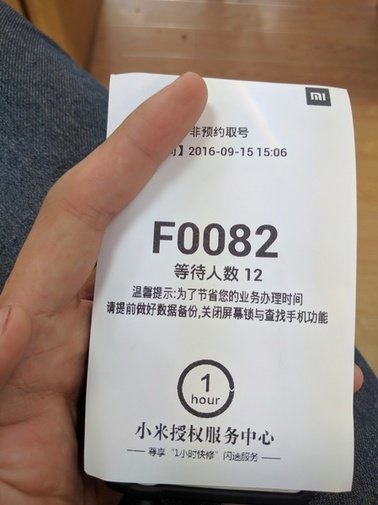 mi
非预约取号
】2016-09-15 15:06
F0082
等待人数 12
温馨提示:为了节省您的业务办理时间
请提前做好数据备份,关闭屏幕锁与查找手机功能
1
hour
小米授权服务中心
尊享 "1小时快修" 闪速服务